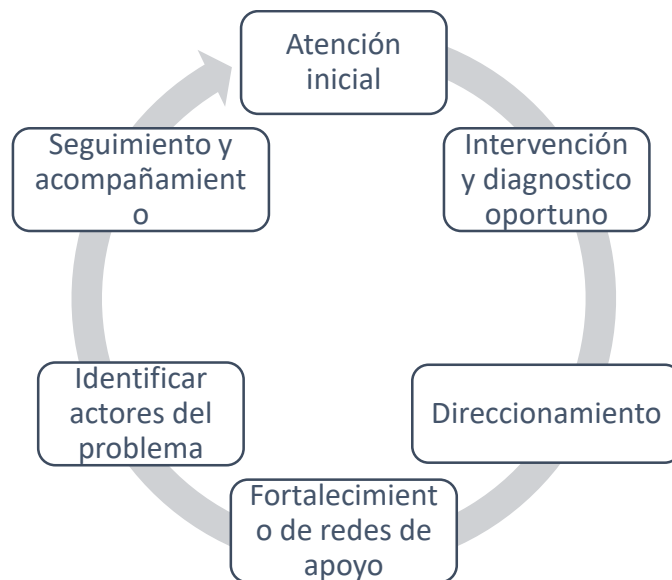 Atención
inicial
Intervención
y diagnostico
oportuno
Direccionamiento
Fortalecimient
o de redes de
apoyo
Identificar
actores del
problema
Seguimiento y
acompañamient
o